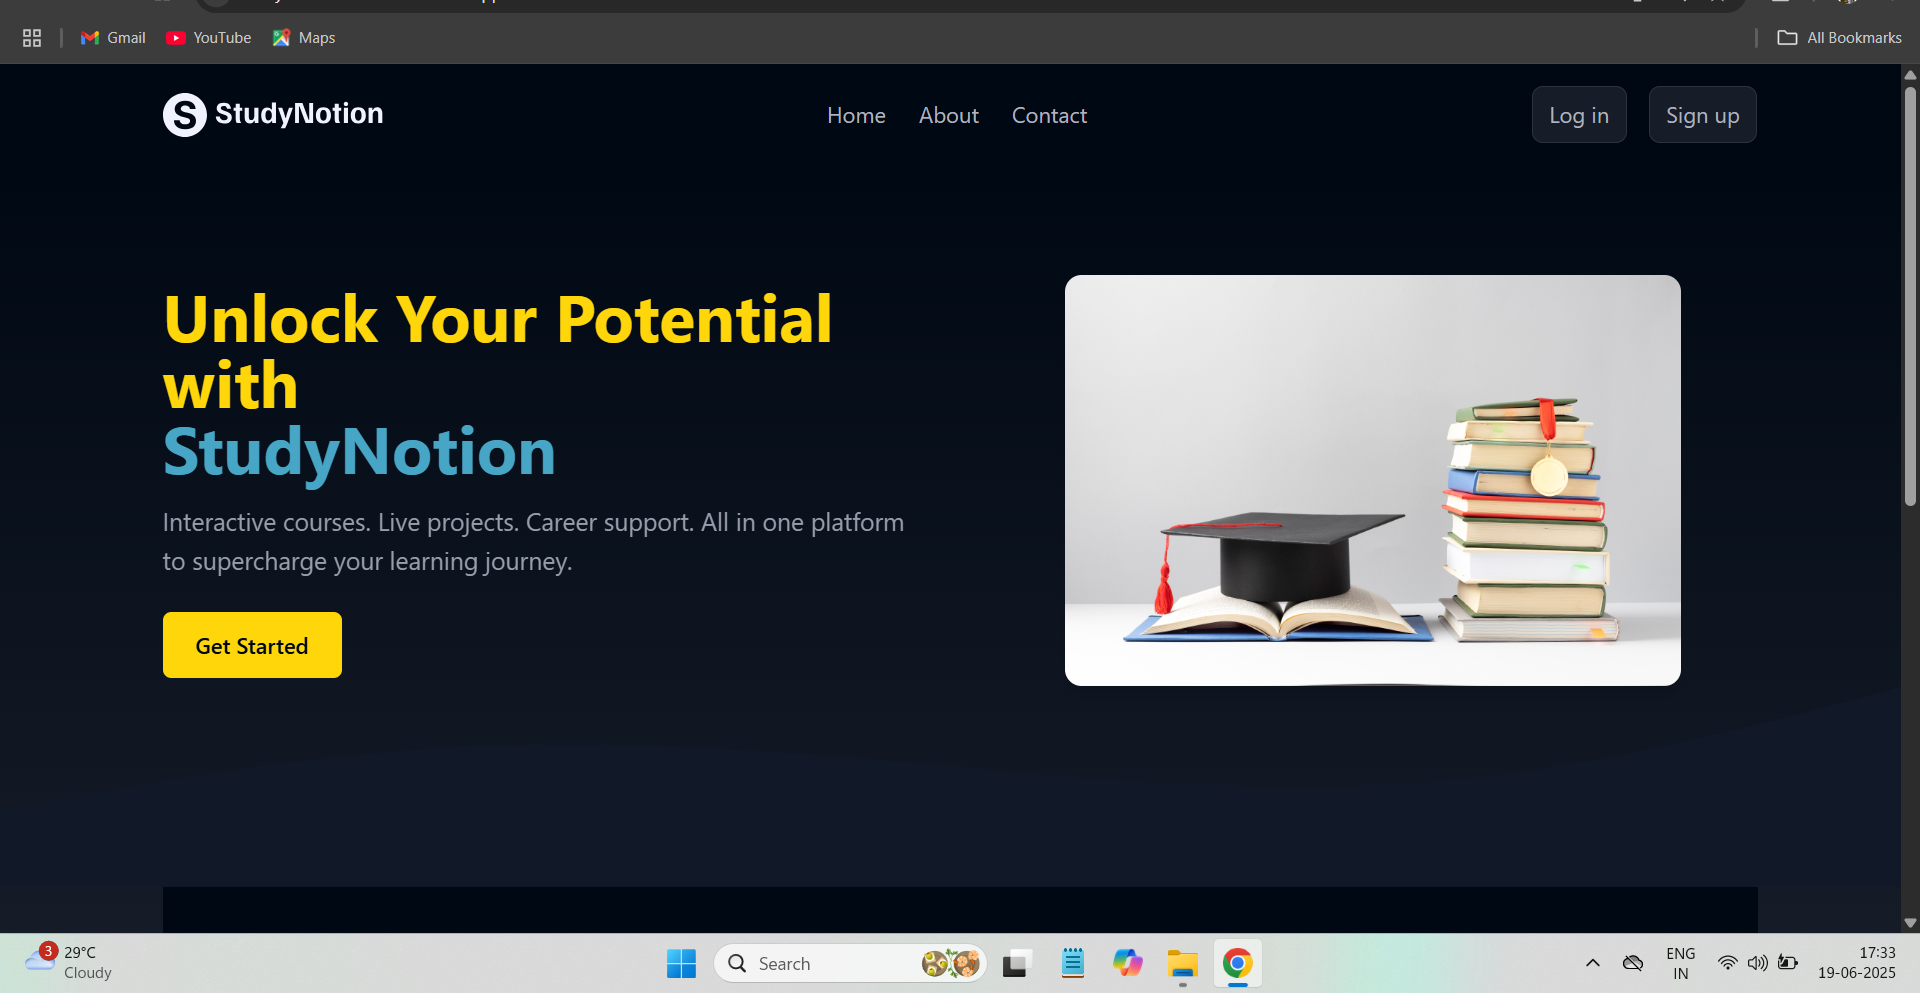 Gmail
YouTube
Maps
All Bookmarks
S StudyNotion
Home
About
Contact
Log in
Sign up
Unlock Your Potential
with
StudyNotion
Interactive courses. Live projects. Career support. All in one platform
to supercharge your learning journey.
Get Started
3
29°C
Cloudy
Search
ENG
IN
17:33
19-06-2025